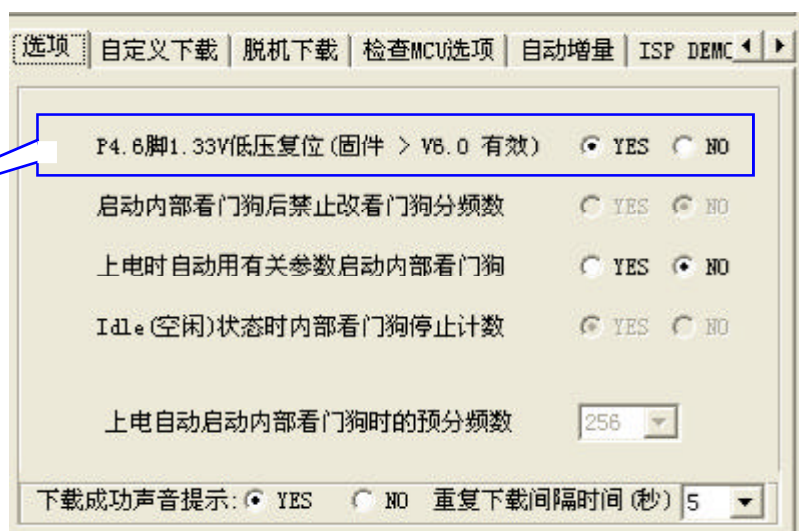 选项 自定义下载 脱机下载 检查MCU选项 自动增量 ISP DEMC
P4.6脚1.33V低压复位(固件 > V6.0 有效) YES NO
启动内部看门狗后禁止改看门狗分频数 YES NO
上电时自动用有关参数启动内部看门狗 YES NO
Idle(空闲)状态时内部看门狗停止计数 YES NO
上电自动启动内部看门狗时的预分频数 256
下载成功声音提示: YES NO 重复下载间隔时间(秒) 5